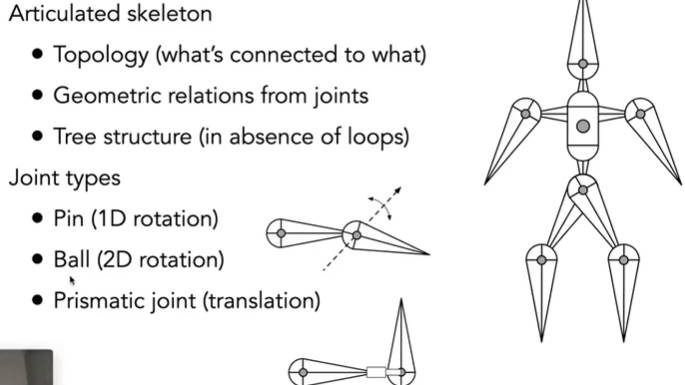 Articulated skeleton
● Topology (what's connected to what)
● Geometric relations from joints
● Tree structure (in absence of loops)
Joint types
● Pin (1D rotation)
● Ball (2D rotation)
● Prismatic joint (translation)